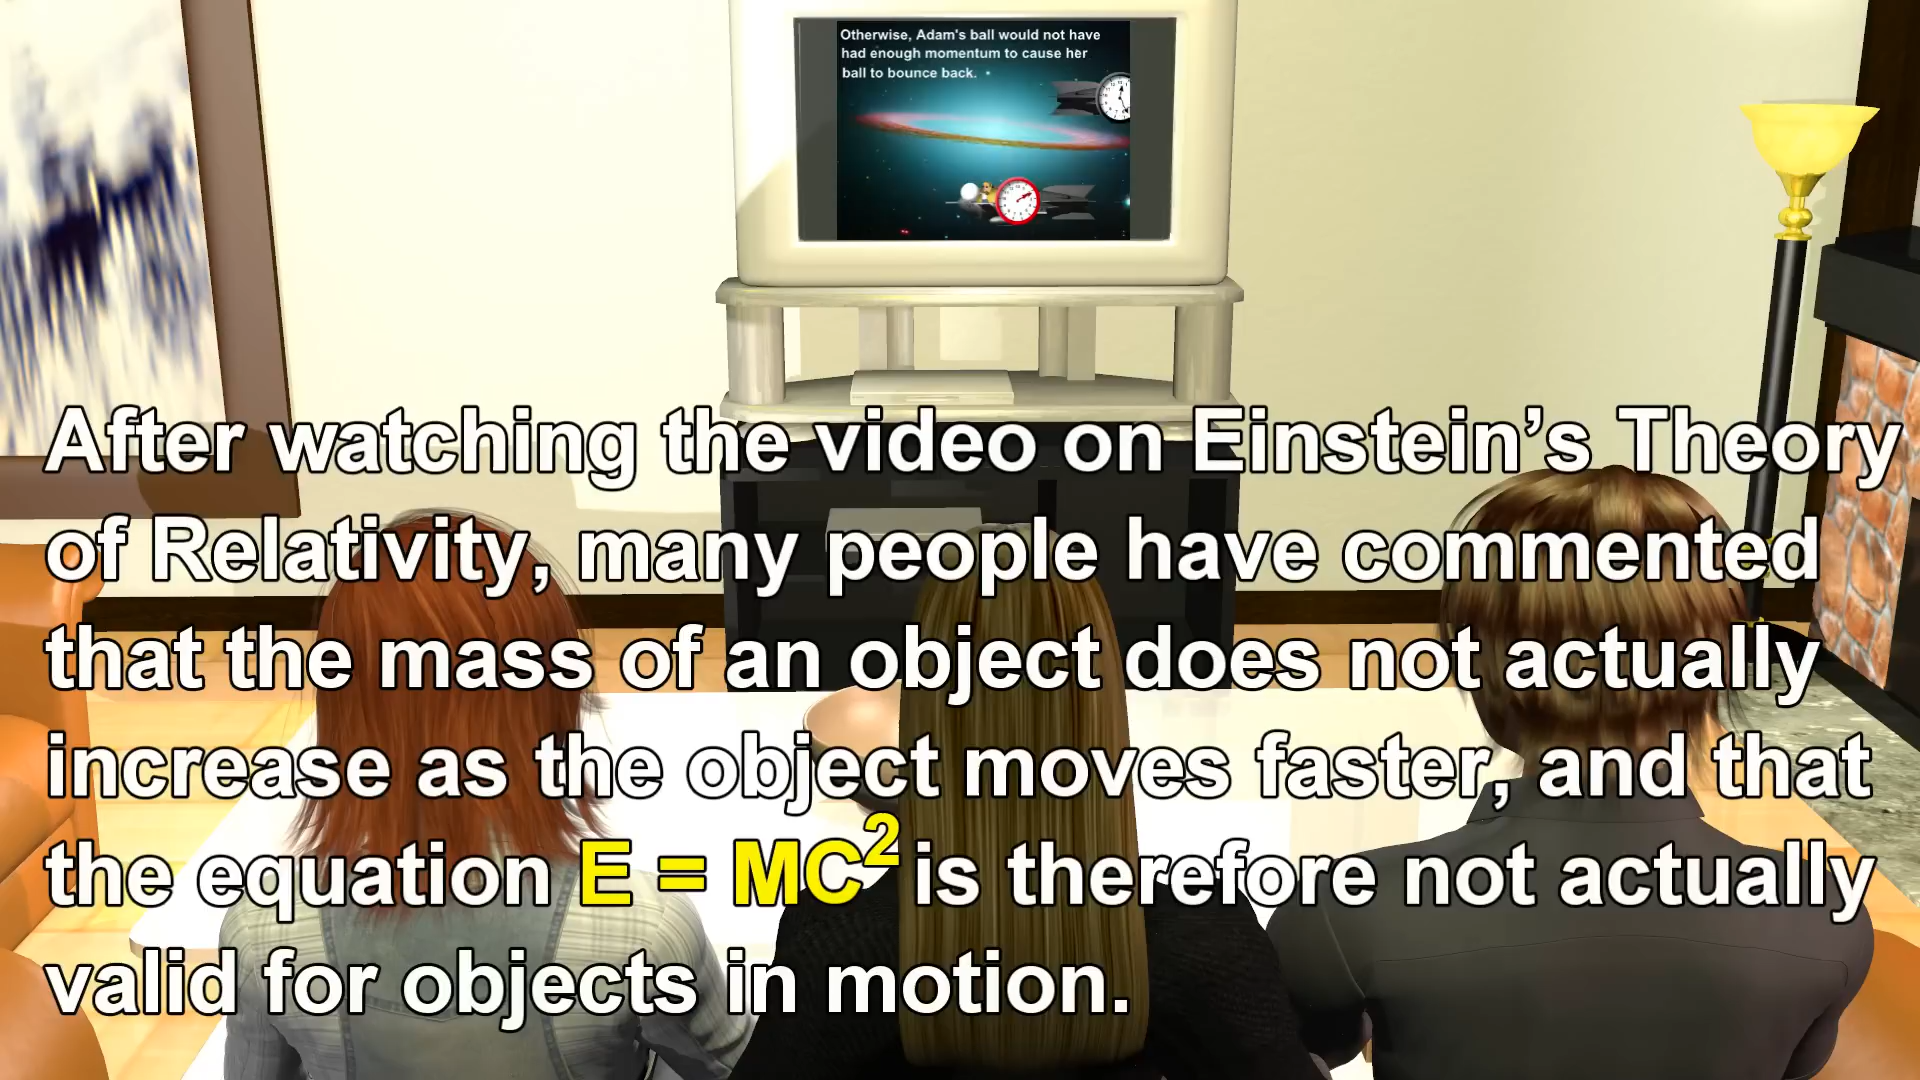 Otherwise, Adam's ball would not have
had enough momentum to cause her
ball to bounce back.
After watching the video on Einstein’s Theory
of Relativity, many people have commented
that the mass of an object does not actually
increase as the object moves faster, and that
the equation E = MC² is therefore not actually
valid for objects in motion.